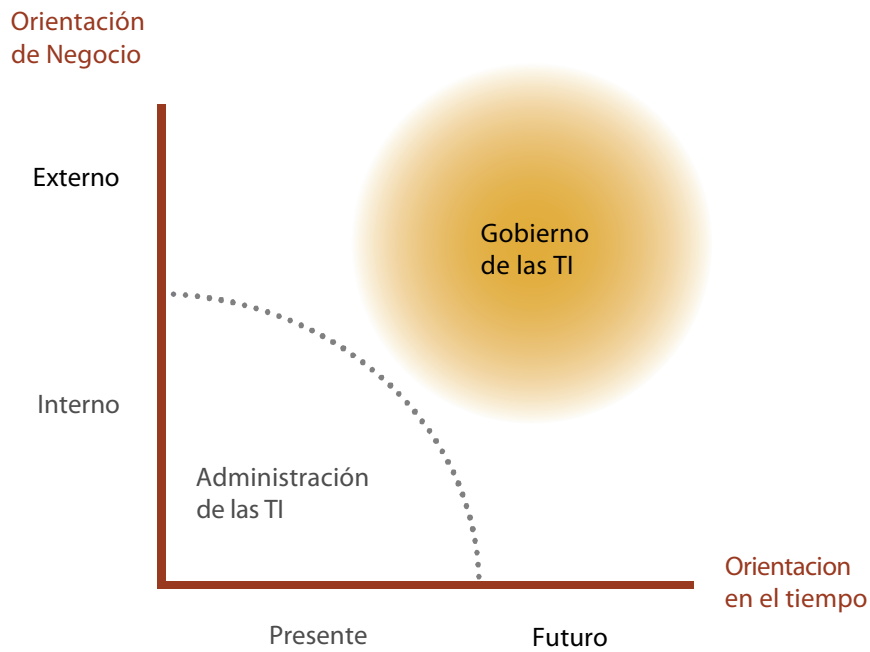 Orientación
de Negocio
Externo
Gobierno
de las TI
Interno
Administración
de las TI
Orientacion
en el tiempo
Presente
Futuro